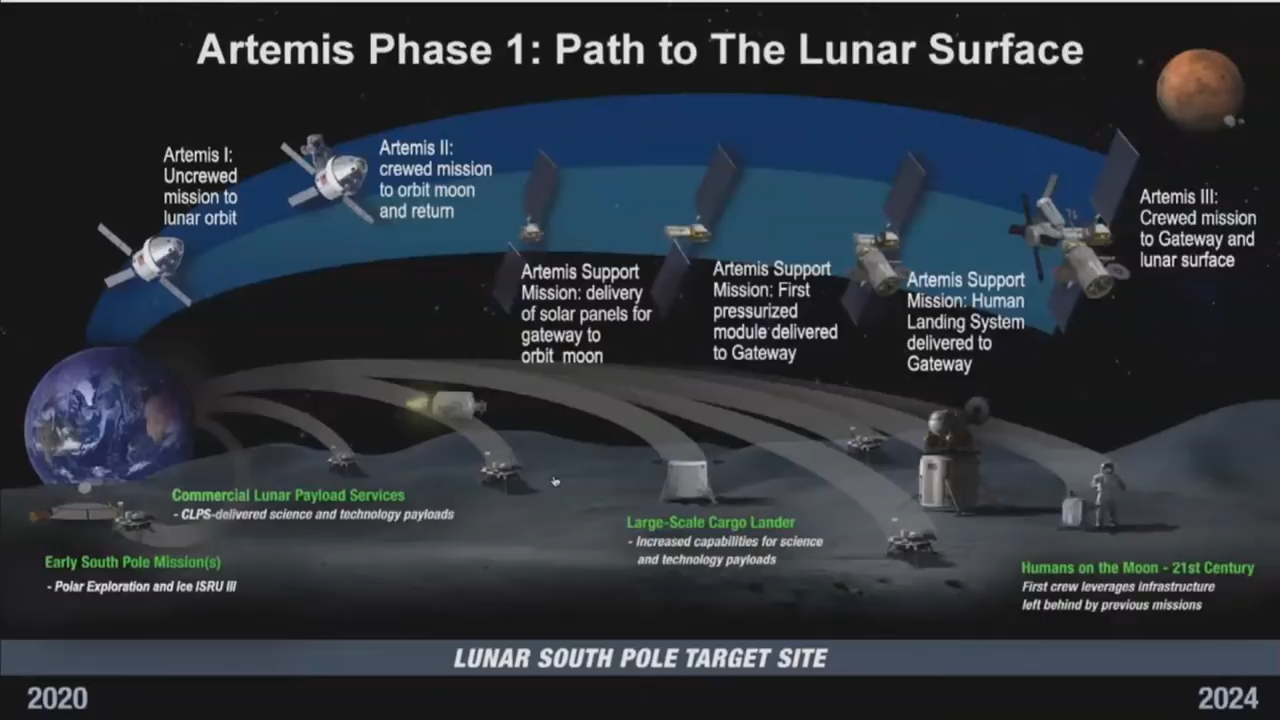 Artemis Phase 1: Path to The Lunar Surface
Artemis I:
Uncrewed
mission to
lunar orbit
Artemis II:
crewed mission
to orbit moon
and return
Artemis Support
Mission: delivery
of solar panels for
gateway to
orbit moon
Artemis Support
Mission: First
pressurized
module delivered
to Gateway
Artemis Support
Mission: Human
Landing System
delivered to
Gateway
Artemis III:
Crewed mission
to Gateway and
lunar surface
Commercial Lunar Payload Services
- CLPS-delivered science and technology payloads
Early South Pole Mission(s)
- Polar Exploration and Ice ISRU III
Large-Scale Cargo Lander
- Increased capabilities for science
and technology payloads
Humans on the Moon - 21st Century
First crew leverages infrastructure
left behind by previous missions
LUNAR SOUTH POLE TARGET SITE
2020
2024